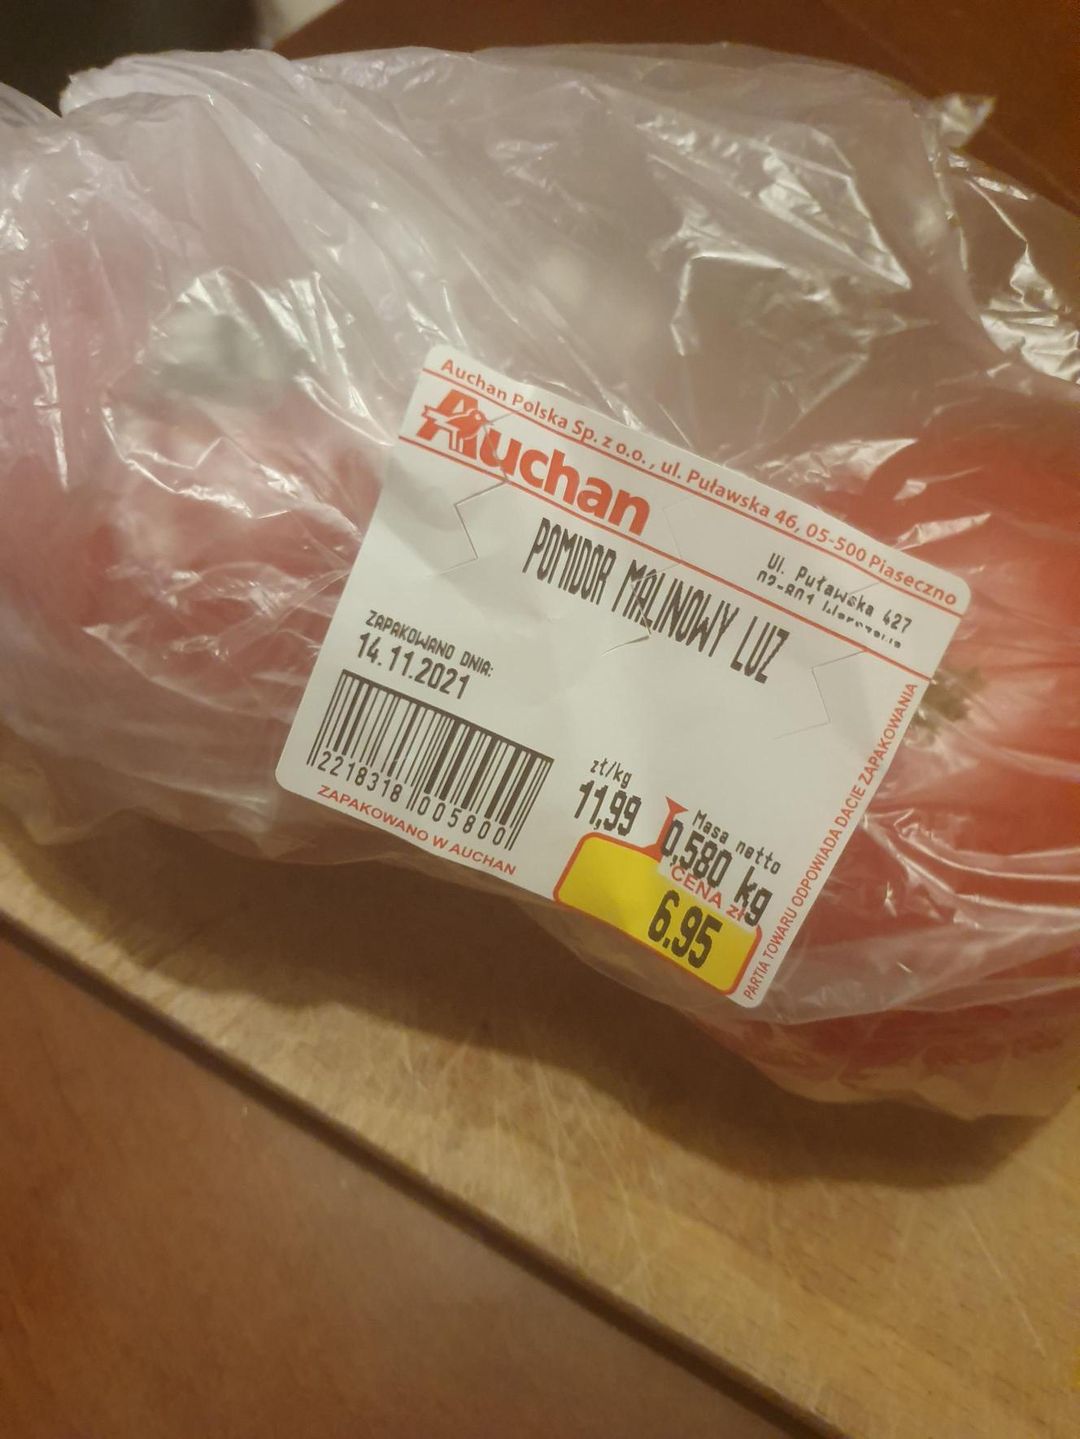 Auchan Polska Sp. z o.o., ul. Puławska 46, 05-500 Piaseczno
Auchan
Ul. Puławska 427
POMIDOR MALINOWY LUZ
ZAPAKOWANO DNIA:
14.11.2021
2218318 005800
ZAPAKOWANO W AUCHAN
zł/kg
11,99
Masa netto
0,580 kg
CENA zł
6.95
PARTIA TOWARU ODPOWIADA DACIE ZAPAKOWANIA